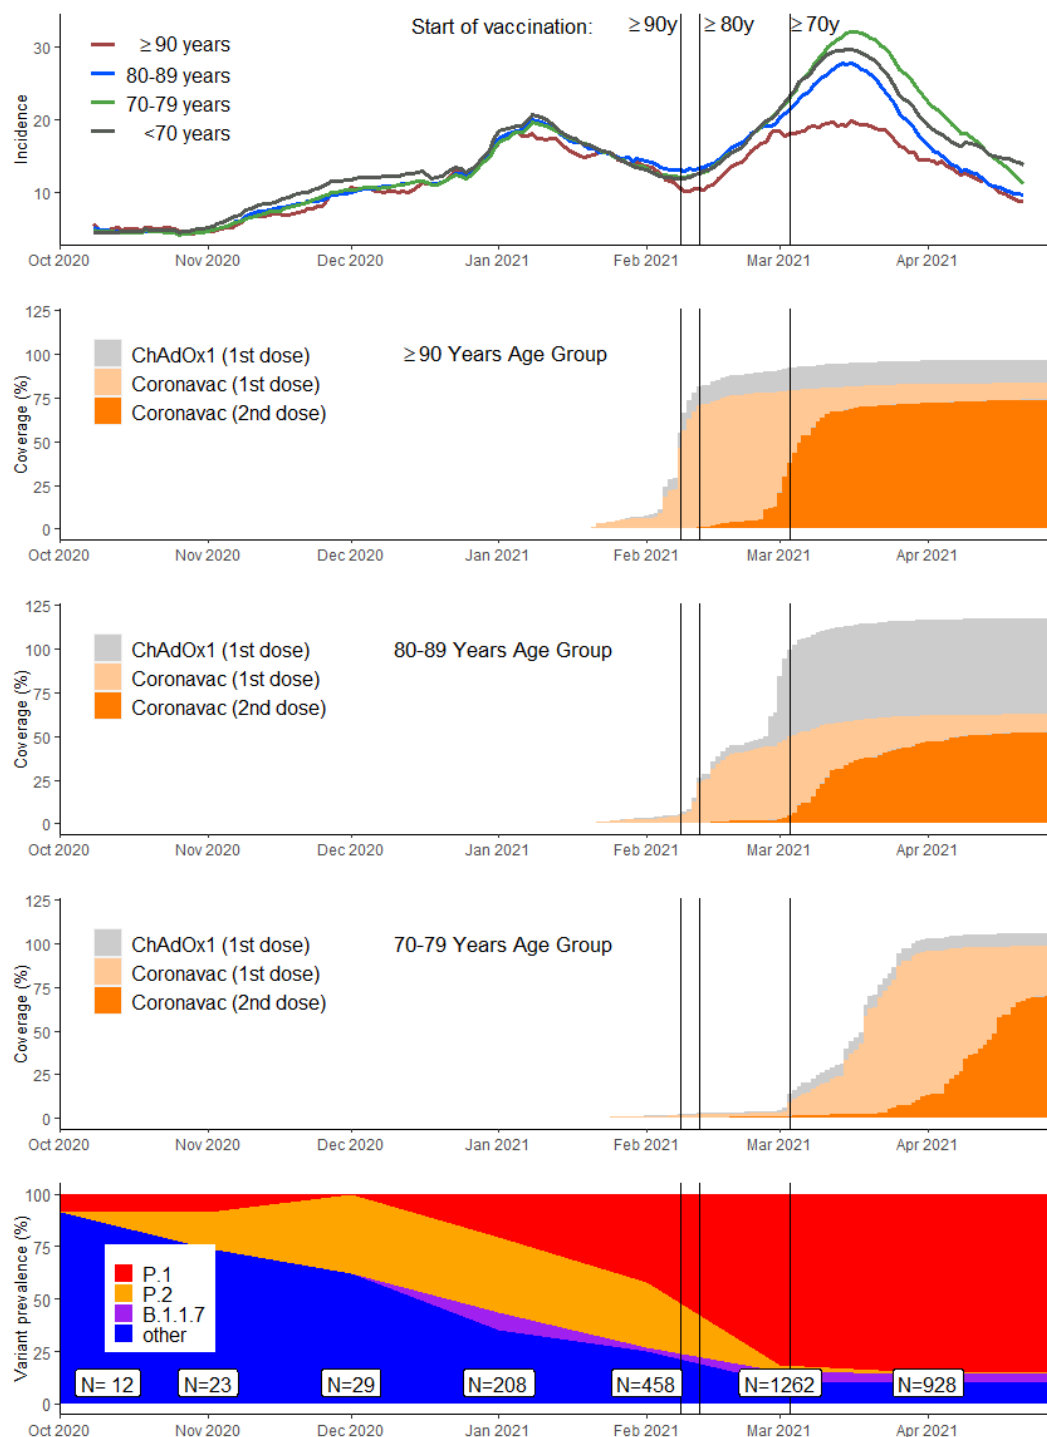 Start of vaccination: ≥90y ≥80y ≥70y
≥90 years
80-89 years
70-79 years
<70 years
Incidence
30
20
10
Oct 2020 Nov 2020 Dec 2020 Jan 2021 Feb 2021 Mar 2021 Apr 2021
Coverage (%)
125
100
75
50
25
0
ChAdOx1 (1st dose)
Coronavac (1st dose)
Coronavac (2nd dose)
≥90 Years Age Group
Oct 2020 Nov 2020 Dec 2020 Jan 2021 Feb 2021 Mar 2021 Apr 2021
Coverage (%)
125
100
75
50
25
0
ChAdOx1 (1st dose)
Coronavac (1st dose)
Coronavac (2nd dose)
80-89 Years Age Group
Oct 2020 Nov 2020 Dec 2020 Jan 2021 Feb 2021 Mar 2021 Apr 2021
Coverage (%)
125
100
75
50
25
0
ChAdOx1 (1st dose)
Coronavac (1st dose)
Coronavac (2nd dose)
70-79 Years Age Group
Oct 2020 Nov 2020 Dec 2020 Jan 2021 Feb 2021 Mar 2021 Apr 2021
Variant prevalence (%)
100
75
50
25
0
P.1
P.2
B.1.1.7
other
N= 12 N=23 N=29 N=208 N=458 N=1262 N=928
Oct 2020 Nov 2020 Dec 2020 Jan 2021 Feb 2021 Mar 2021 Apr 2021